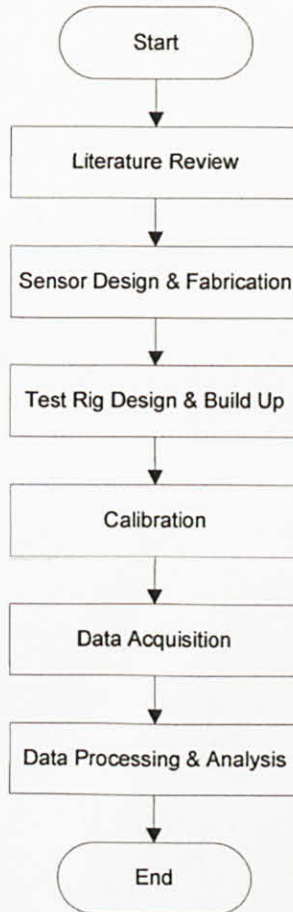 Start
Literature Review
Sensor Design & Fabrication
Test Rig Design & Build Up
Calibration
Data Acquisition
Data Processing & Analysis
End